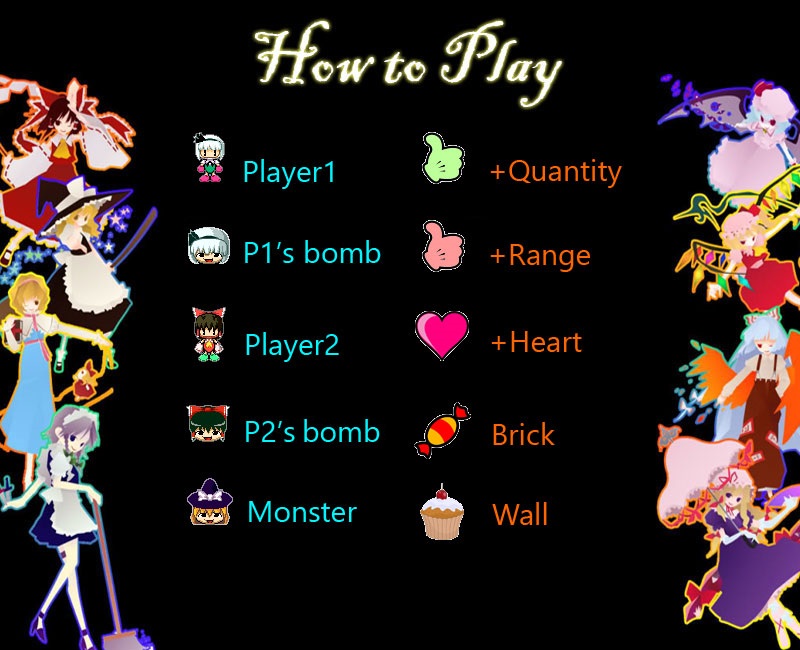 How to Play
Player1
+Quantity
P1's bomb
+Range
Player2
+Heart
P2's bomb
Brick
Monster
Wall